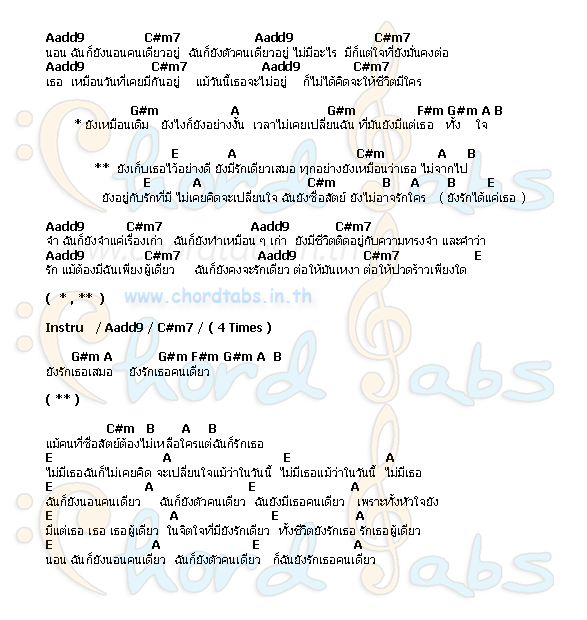 Aadd9 C#m7 Aadd9 C#m7
นอน ฉันก็ยังนอนคนเดียวอยู่ ฉันก็ยังตัวคนเดียวอยู่ ไม่มีอะไร มีก็แต่ใจที่ยังมั่นคงต่อ
Aadd9 C#m7 Aadd9 C#m7
เธอ เหมือนวันที่เคยมีกันอยู่ แม้วันนี้เธอจะไม่อยู่ ก็ไม่ได้คิดจะให้ชีวิตมีใคร
G#m A G#m F#m G#m A B
* ยังเหมือนเดิม ยังไงก็ยังอย่างงั้น เวลาไม่เคยเปลี่ยนฉัน ที่มันยังมีแต่เธอ ทั้ง ใจ
E A C#m A B
** ยังเก็บเธอไว้อย่างดี ยังมีรักเดียวเสมอ ทุกอย่างยังเหมือนว่าเธอ ไม่จากไป
E A C#m B A B E
ยังอยู่กับรักที่มี ไม่เคยคิดจะเปลี่ยนใจ ฉันยังซื่อสัตย์ ยังไม่อาจรักใคร ( ยังรักได้แค่เธอ )
Aadd9 C#m7 Aadd9 C#m7
จำ ฉันก็ยังจำแค่เรื่องเก่า ฉันก็ยังทำเหมือน ๆ เก่า ยังมีชีวิตติดอยู่กับความทรงจำ และคำว่า
Aadd9 C#m7 Aadd9 C#m7 E
รัก แม้ต้องมีฉันเพียงผู้เดียว ฉันก็ยังคงจะรักเดียว ต่อให้มันเหงา ต่อให้ปวดร้าวเพียงใด
( * , ** )
www.chordtabs.in.th
Instru / Aadd9 / C#m7 / ( 4 Times )
G#m A G#m F#m G#m A B
ยังรักเธอเสมอ ยังรักเธอคนเดียว
Chord Tabs
( ** )
C#m B A B
แม้คนที่ซื่อสัตย์ต้องไม่เหลือใครแต่ฉันก็รักเธอ
E A E A
ไม่มีเธอฉันก็ไม่เคยคิด จะเปลี่ยนใจแม้ว่าในวันนี้ ไม่มีเธอแม้ว่าในวันนี้ ไม่มีเธอ
E A E A
ฉันก็ยังนอนคนเดียว ฉันก็ยังตัวคนเดียว ฉันยังมีเธอคนเดียว เพราะทั้งหัวใจยัง
E A E A
มีแต่เธอ เธอ เธอผู้เดียว ในจิตใจที่มียังรักเดียว ทั้งชีวิตยังรักเธอ รักเธอผู้เดียว
E A E A
นอน ฉันก็ยังนอนคนเดียว ฉันก็ยังตัวคนเดียว ก็ฉันยังรักเธอคนเดียว